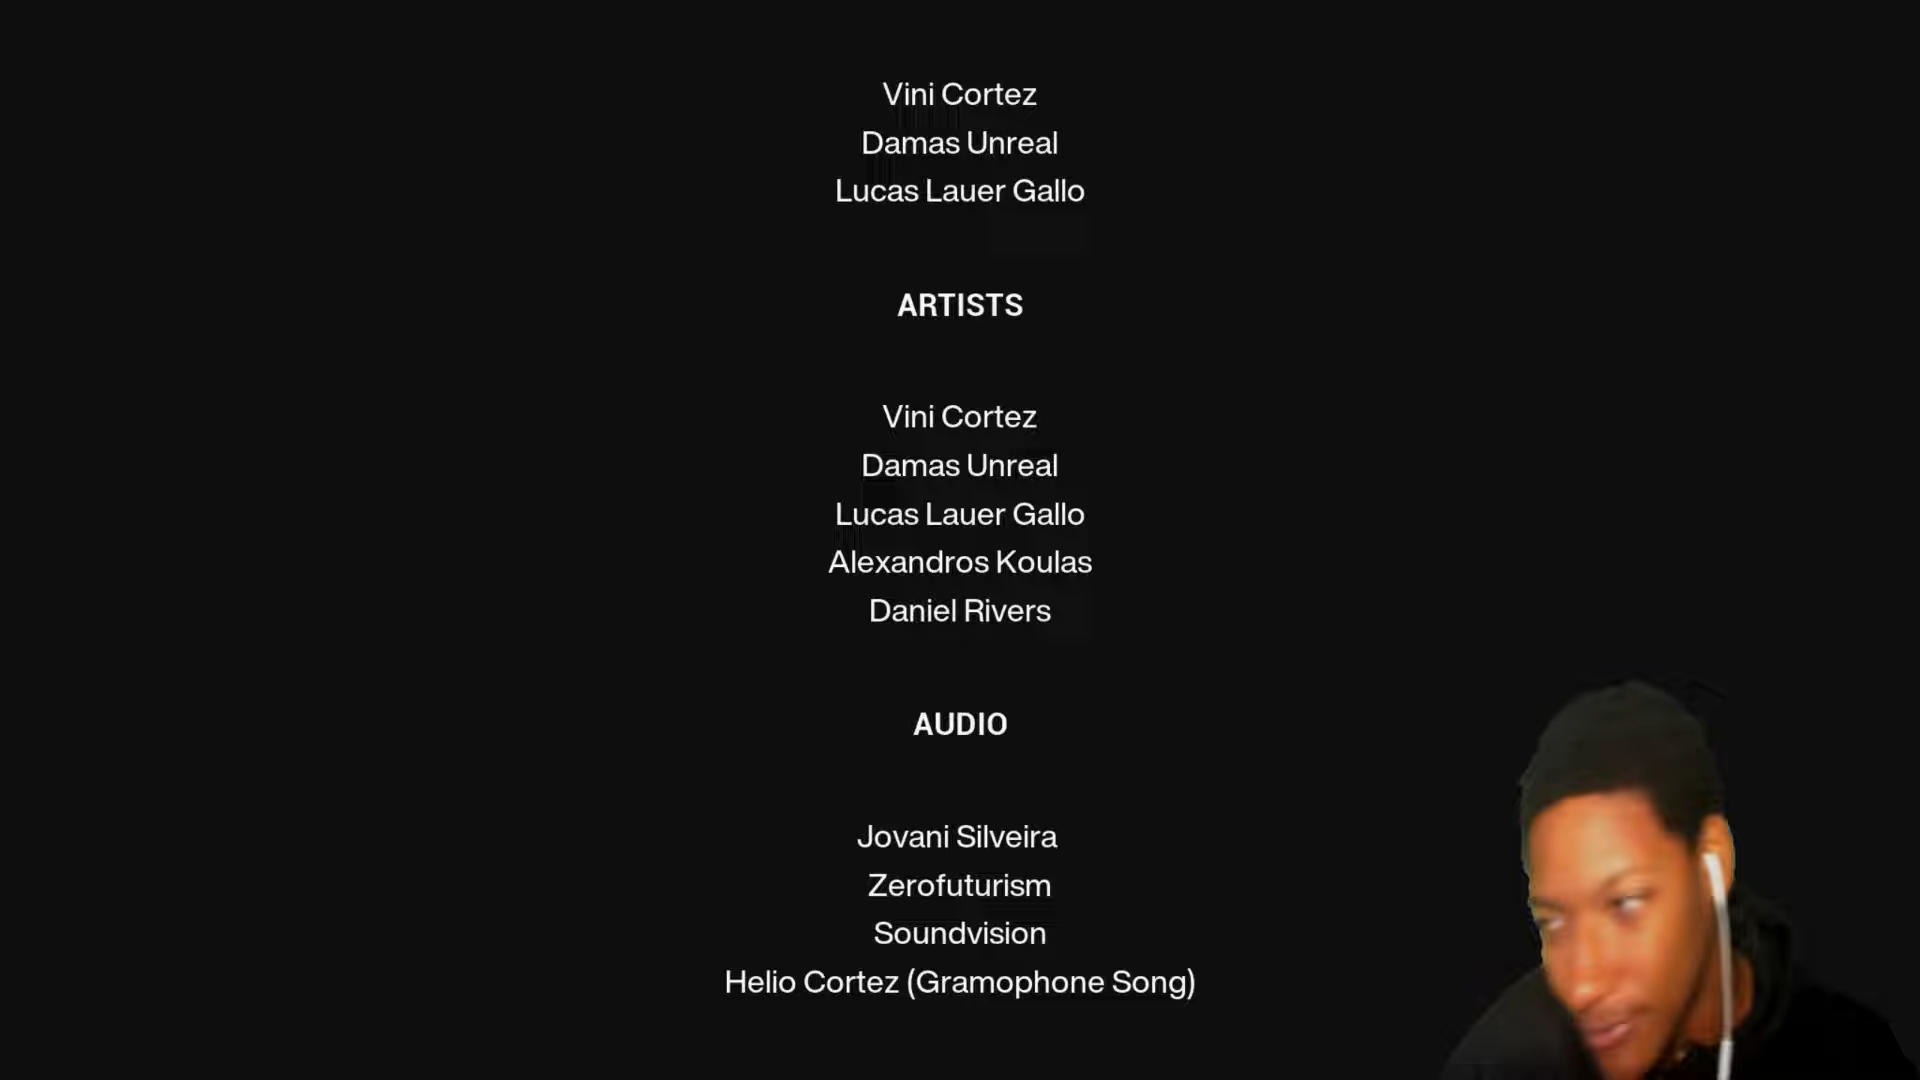 Vini Cortez
Damas Unreal
Lucas Lauer Gallo
ARTISTS
Vini Cortez
Damas Unreal
Lucas Lauer Gallo
Alexandros Koulas
Daniel Rivers
AUDIO
Jovani Silveira
Zerofuturism
Soundvision
Helio Cortez (Gramophone Song)